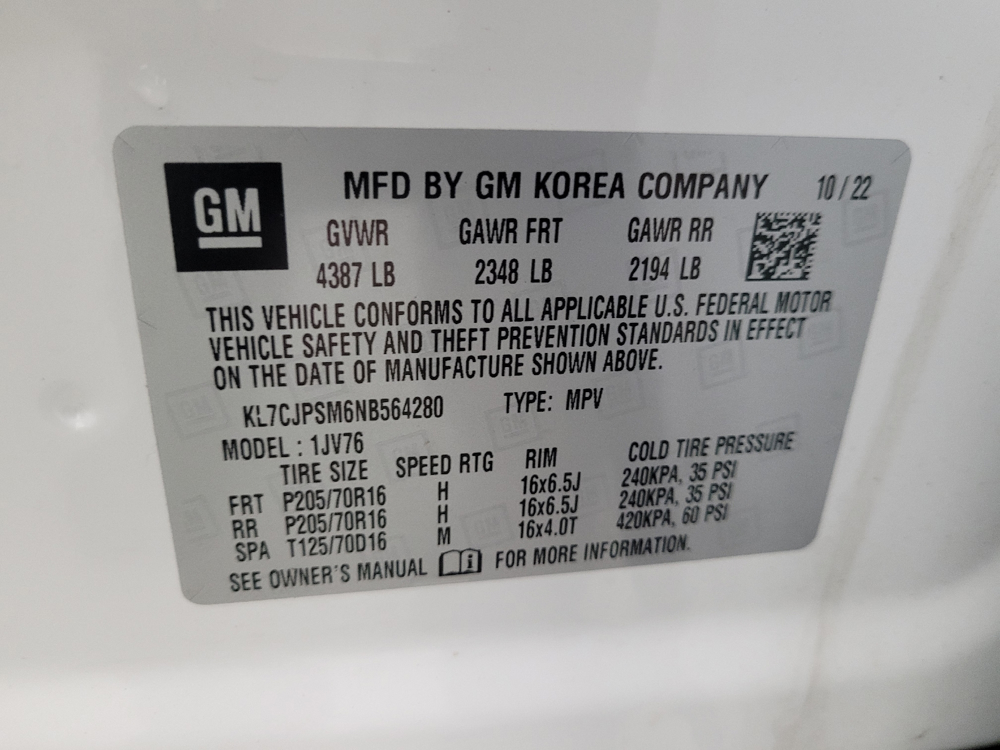 GM
MFD BY GM KOREA COMPANY 10/22
GVWR GAWR FRT GAWR RR
4387 LB 2348 LB 2194 LB
THIS VEHICLE CONFORMS TO ALL APPLICABLE U.S. FEDERAL MOTOR
VEHICLE SAFETY AND THEFT PREVENTION STANDARDS IN EFFECT
ON THE DATE OF MANUFACTURE SHOWN ABOVE.
KL7CJPSM6NB564280 TYPE: MPV
MODEL : 1JV76
TIRE SIZE SPEED RTG RIM COLD TIRE PRESSURE
FRT P205/70R16 H 16x6.5J 240KPA, 35 PSI
RR P205/70R16 H 16x6.5J 240KPA, 35 PSI
SPA T125/70D16 M 16x4.0T 420KPA, 60 PSI
SEE OWNER'S MANUAL i FOR MORE INFORMATION.